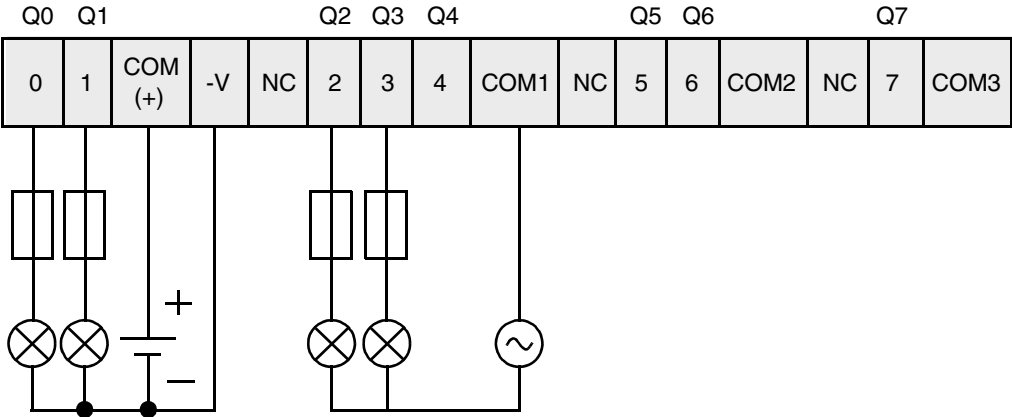 Q0 Q1 Q2 Q3 Q4 Q5 Q6 Q7
0 1 COM (+) -V NC 2 3 4 COM1 NC 5 6 COM2 NC 7 COM3
+
−